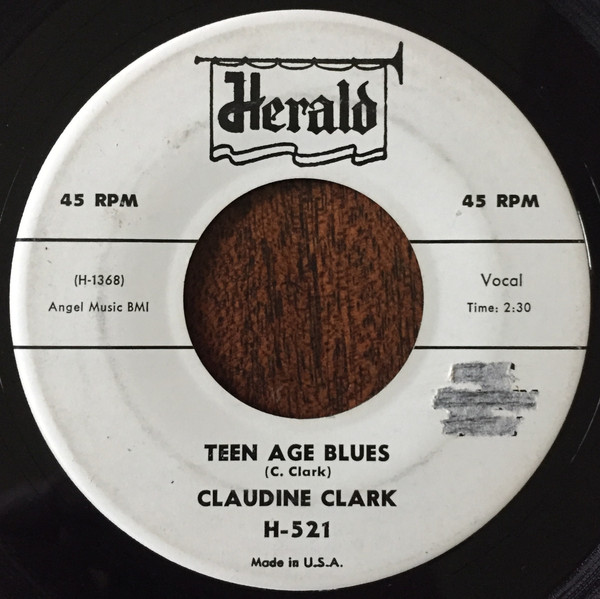 Herald
45 RPM
45 RPM
(H-1368)
Angel Music BMI
Vocal
Time: 2:30
TEEN AGE BLUES
(C. Clark)
CLAUDINE CLARK
H-521
Made in U.S.A.